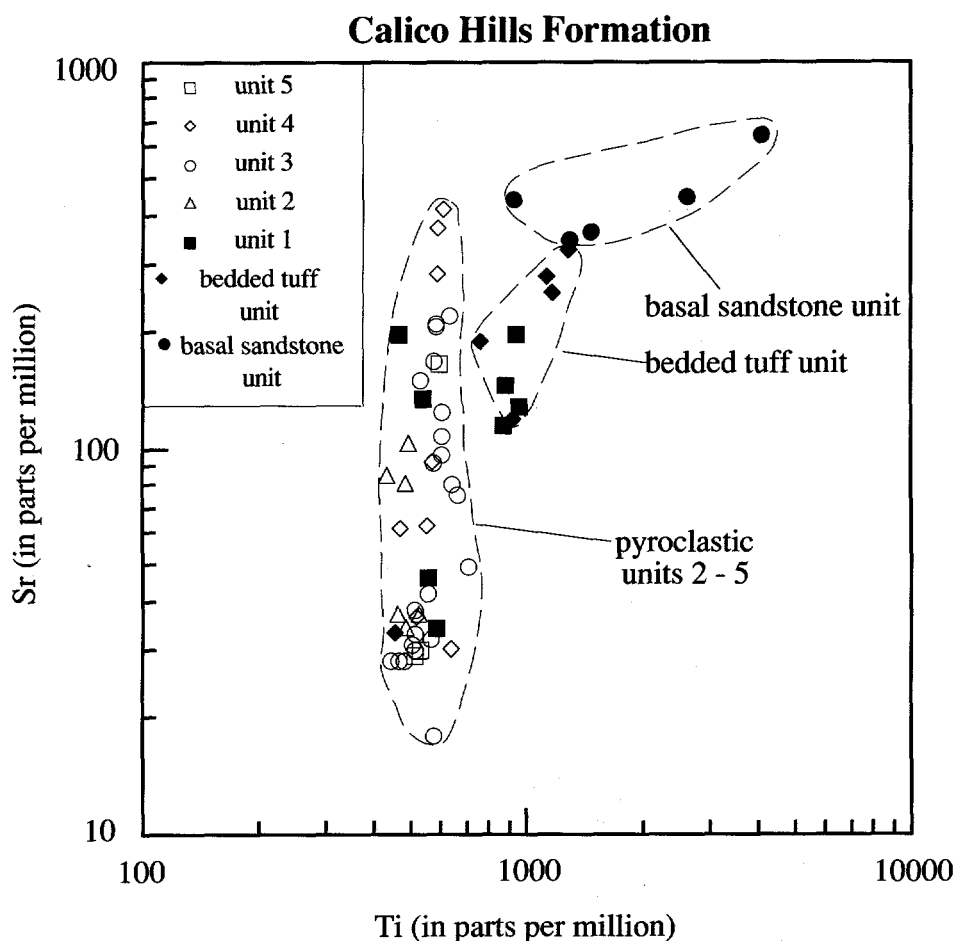 Calico Hills Formation
1000
unit 5
unit 4
unit 3
unit 2
unit 1
bedded tuff
unit
basal sandstone
unit
basal sandstone unit
bedded tuff unit
pyroclastic
units 2 - 5
Sr (in parts per million)
100
10
100
1000
10000
Ti (in parts per million)